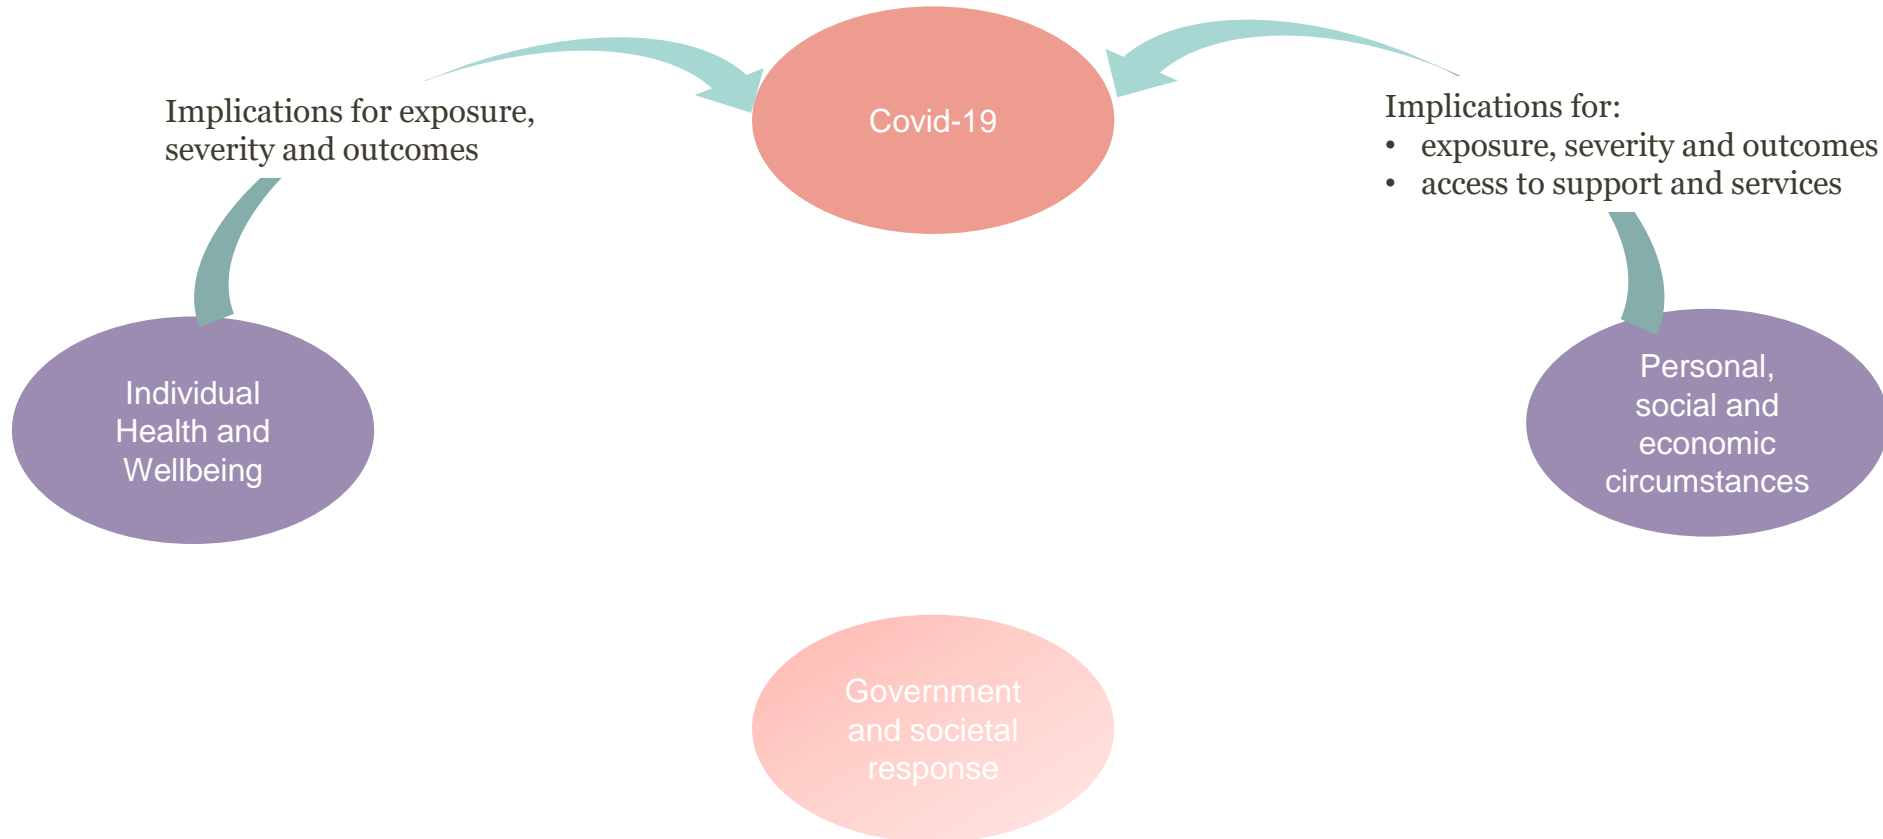 Covid-19
Implications for exposure,
severity and outcomes
Implications for:
• exposure, severity and outcomes
• access to support and services
Individual
Health and
Wellbeing
Personal,
social and
economic
circumstances
Government
and societal
response